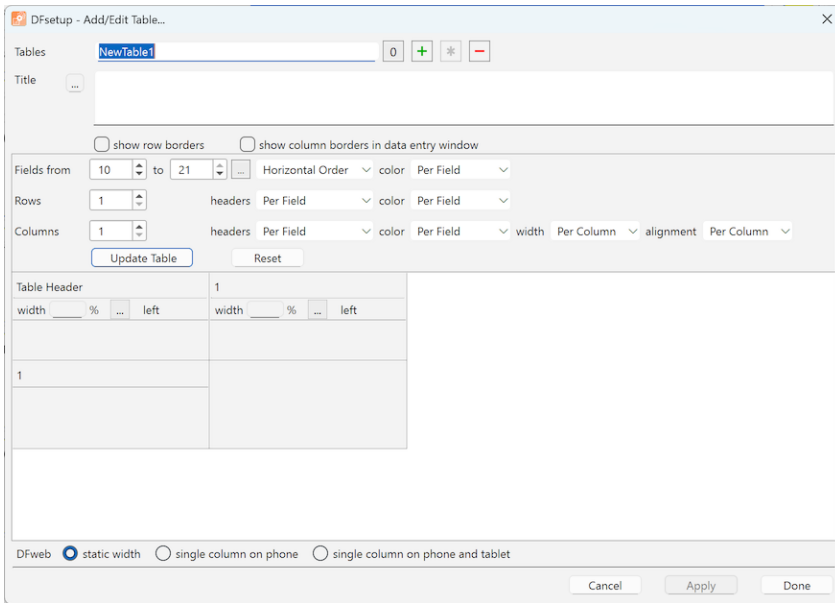 DFsetup - Add/Edit Table...
Tables NewTable1 0 + * −
Title ...
show row borders show column borders in data entry window
Fields from 10 to 21 ... Horizontal Order color Per Field
Rows 1 headers Per Field color Per Field
Columns 1 headers Per Field color Per Field width Per Column alignment Per Column
Update Table Reset
Table Header 1
width % ... left width % ... left
1
DFweb static width single column on phone single column on phone and tablet
Cancel Apply Done